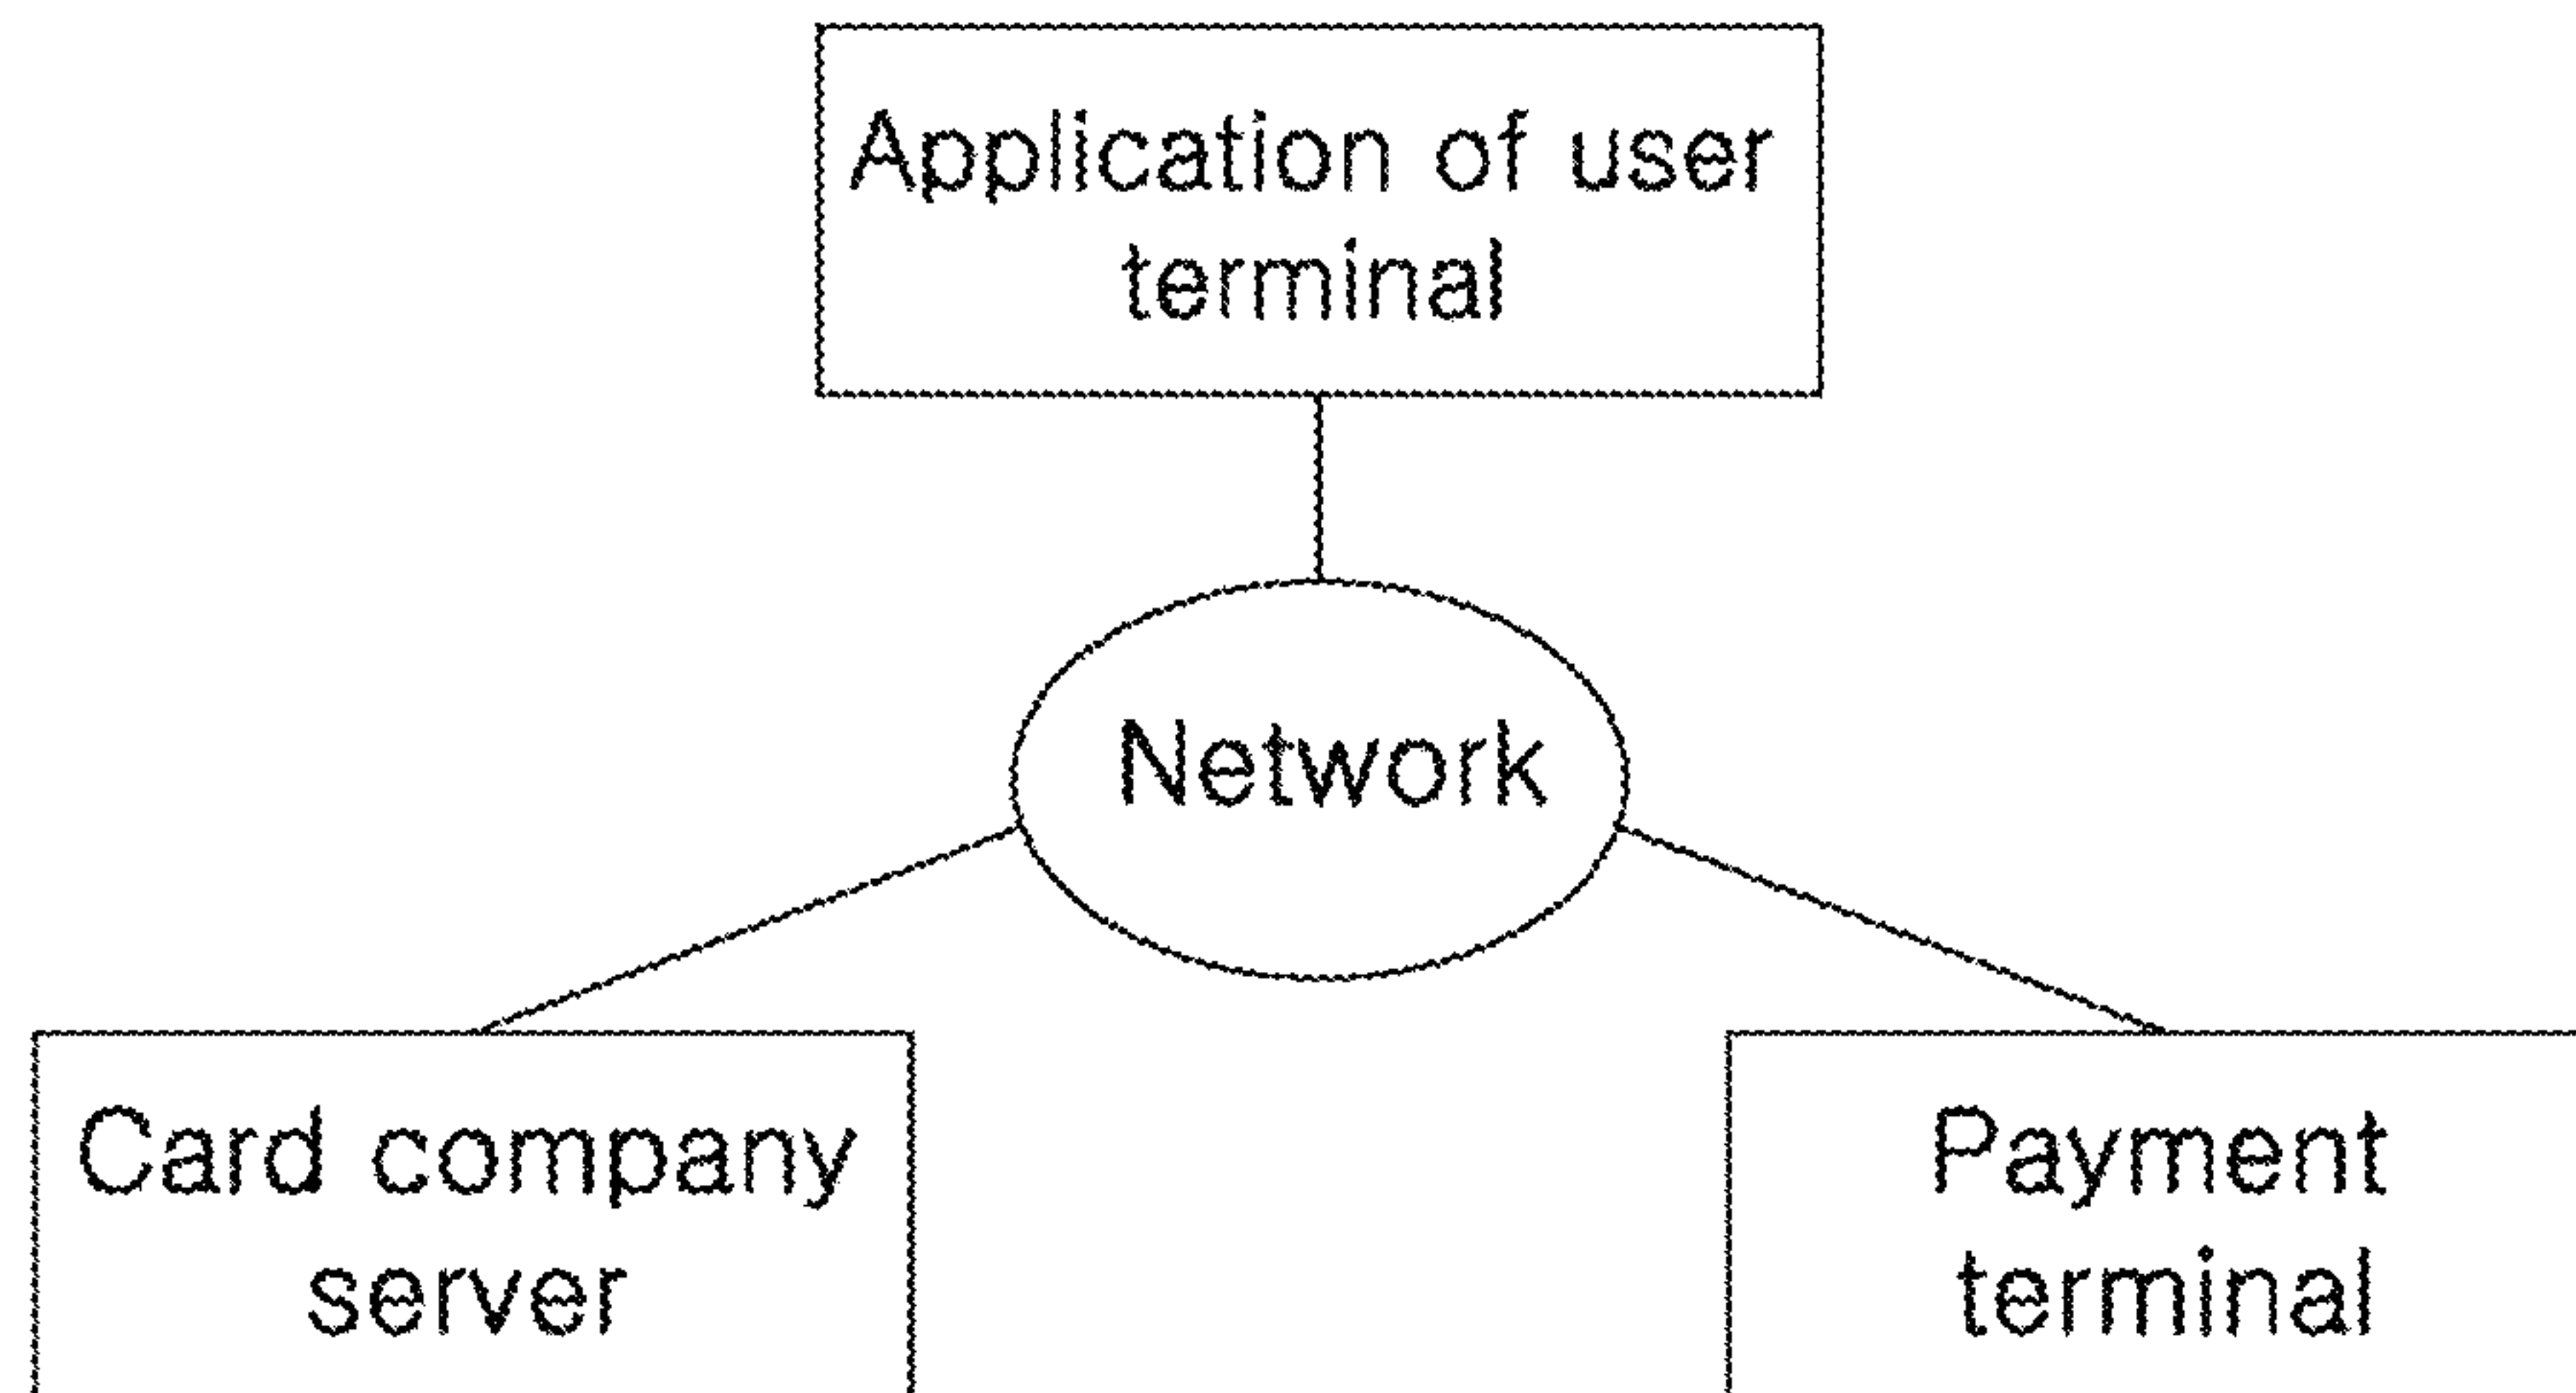 Application of user
terminal
Network
Card company
server
Payment
terminal